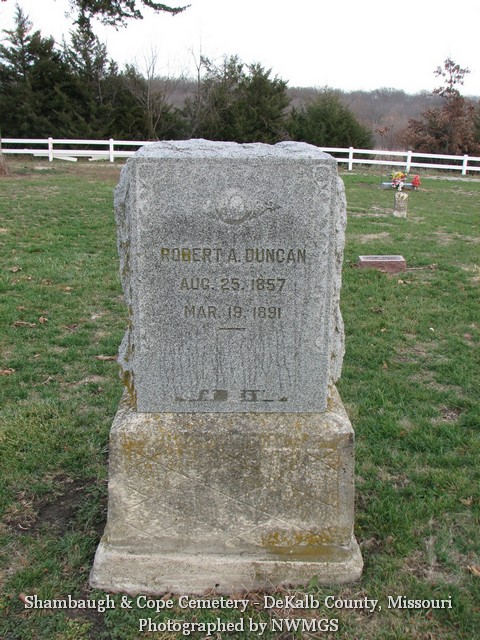 ROBERT A. DUNCAN
AUG. 25. 1857
MAR. 19. 1891
Shambaugh & Cope Cemetery - DeKalb County, Missouri
Photographed by NWMGS